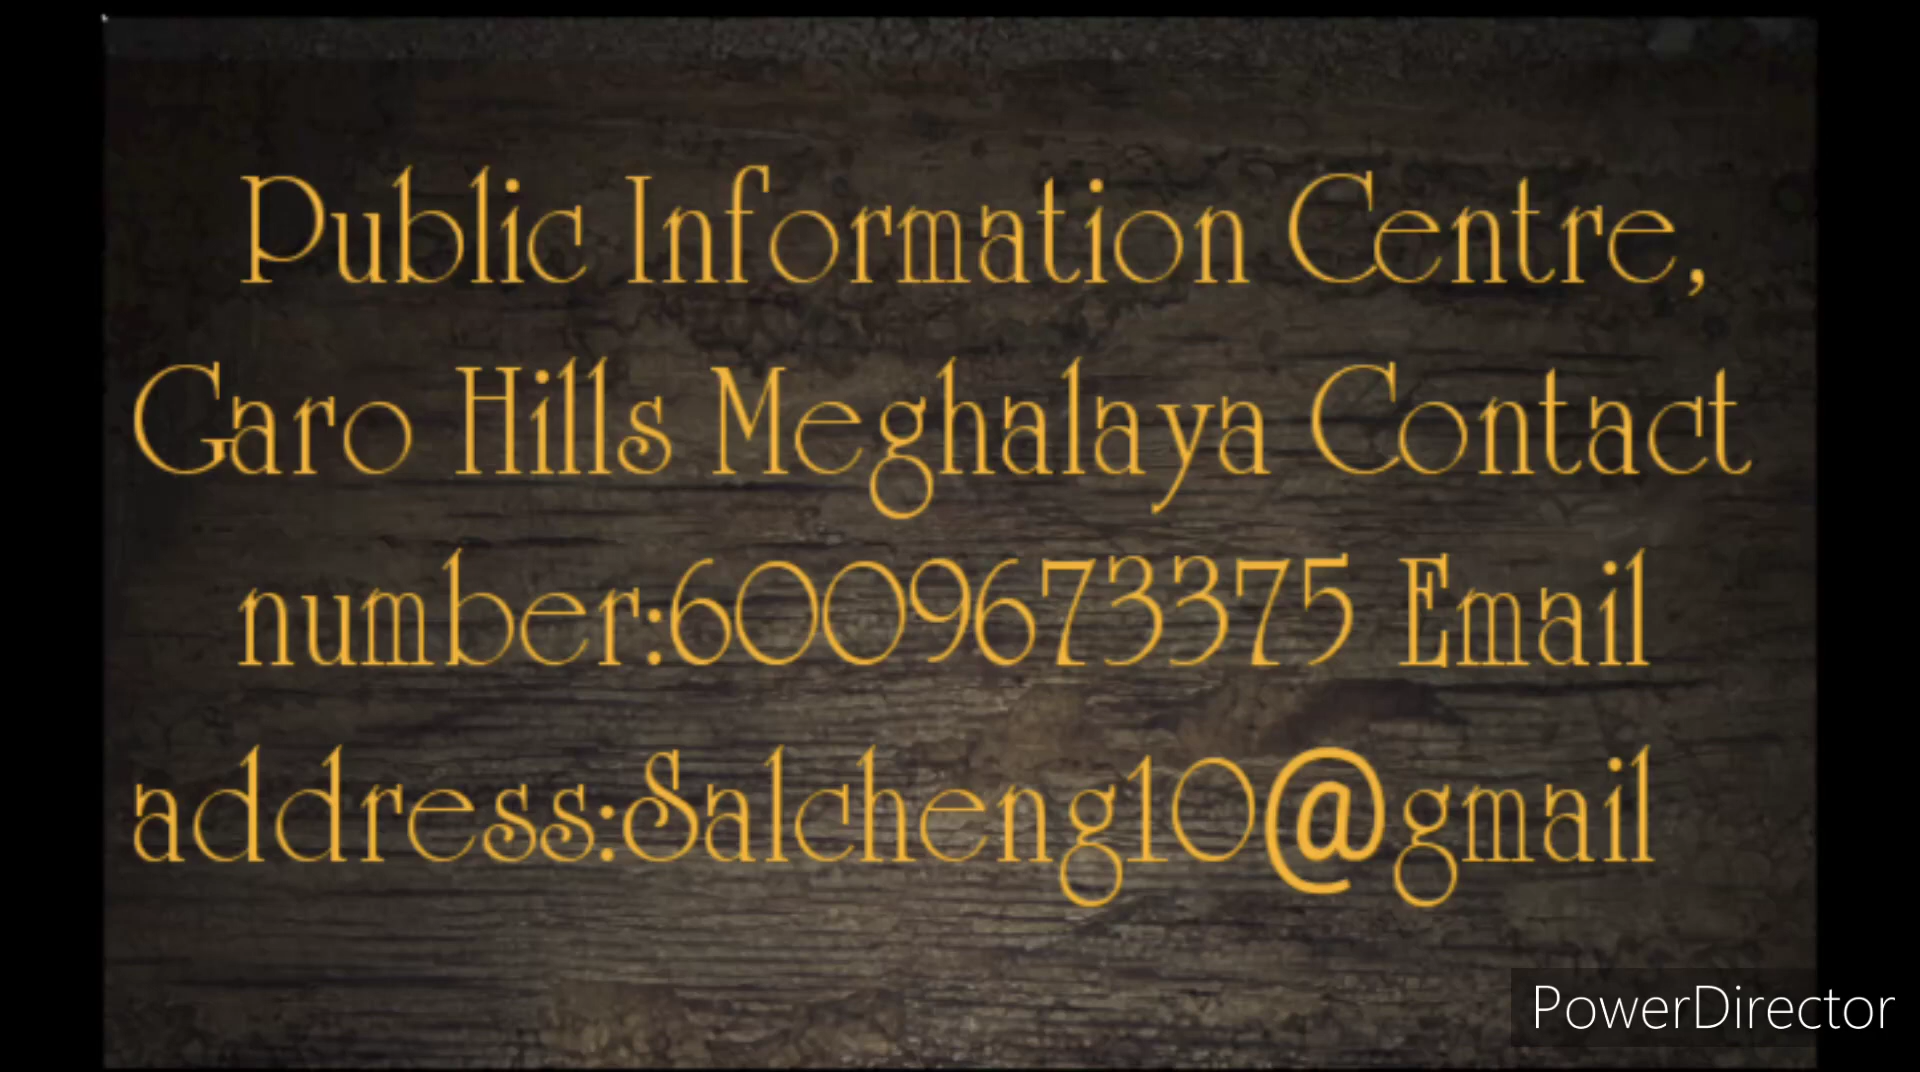 Public Information Centre,
Garo Hills Meghalaya Contact
number:6009673375 Email
address:Salcheng10@gmail
PowerDirector